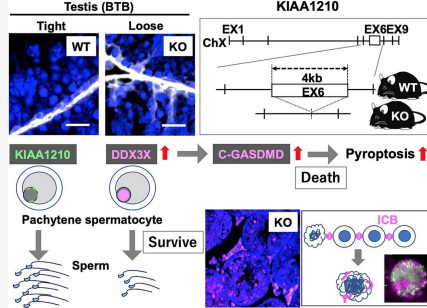 Testis (BTB)
Tight
Loose
WT
KO
KIAA1210
EX1
EX6EX9
ChX
4kb
EX6
WT
KO
KIAA1210
DDX3X
C-GASDMD
Pyroptosis
Death
Pachytene spermatocyte
Survive
Sperm
KO
ICB